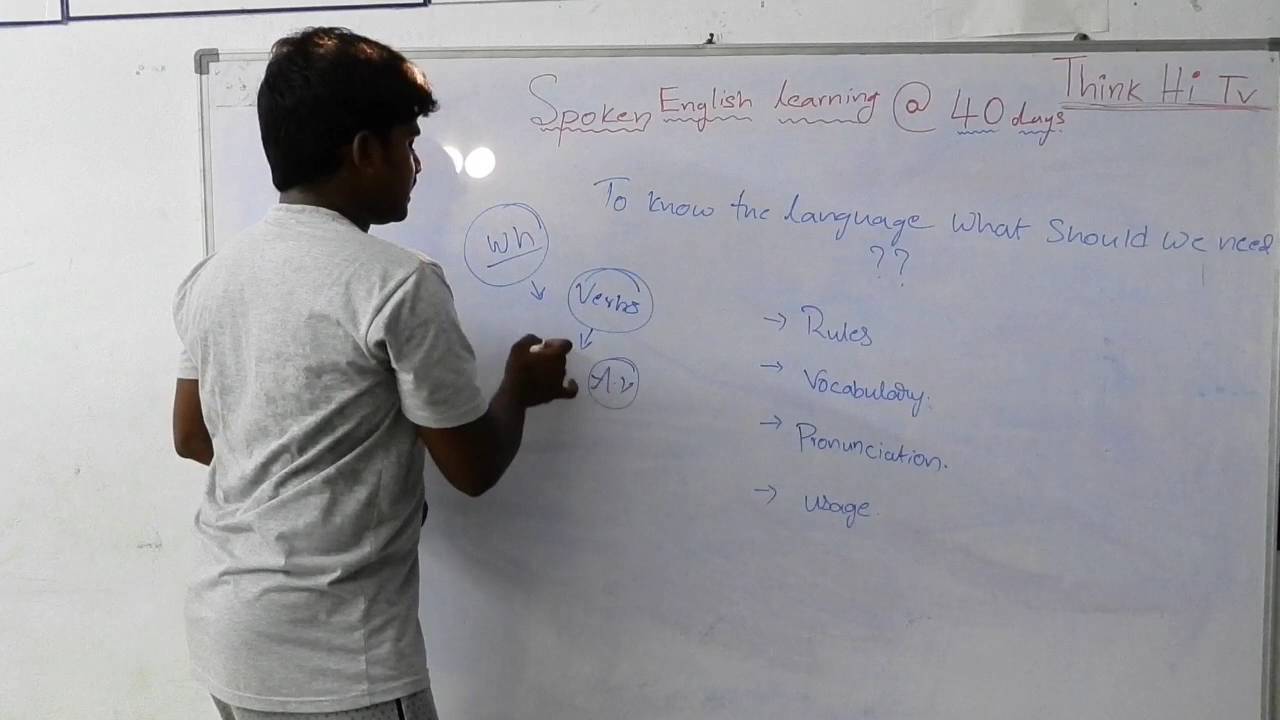 Think Hi Tv
Spoken English learning @ 40 days
To know the language what should we need
??
wh
Verbs
A.v
→ Rules
→ Vocabulary.
→ Pronunciation.
→ usage.